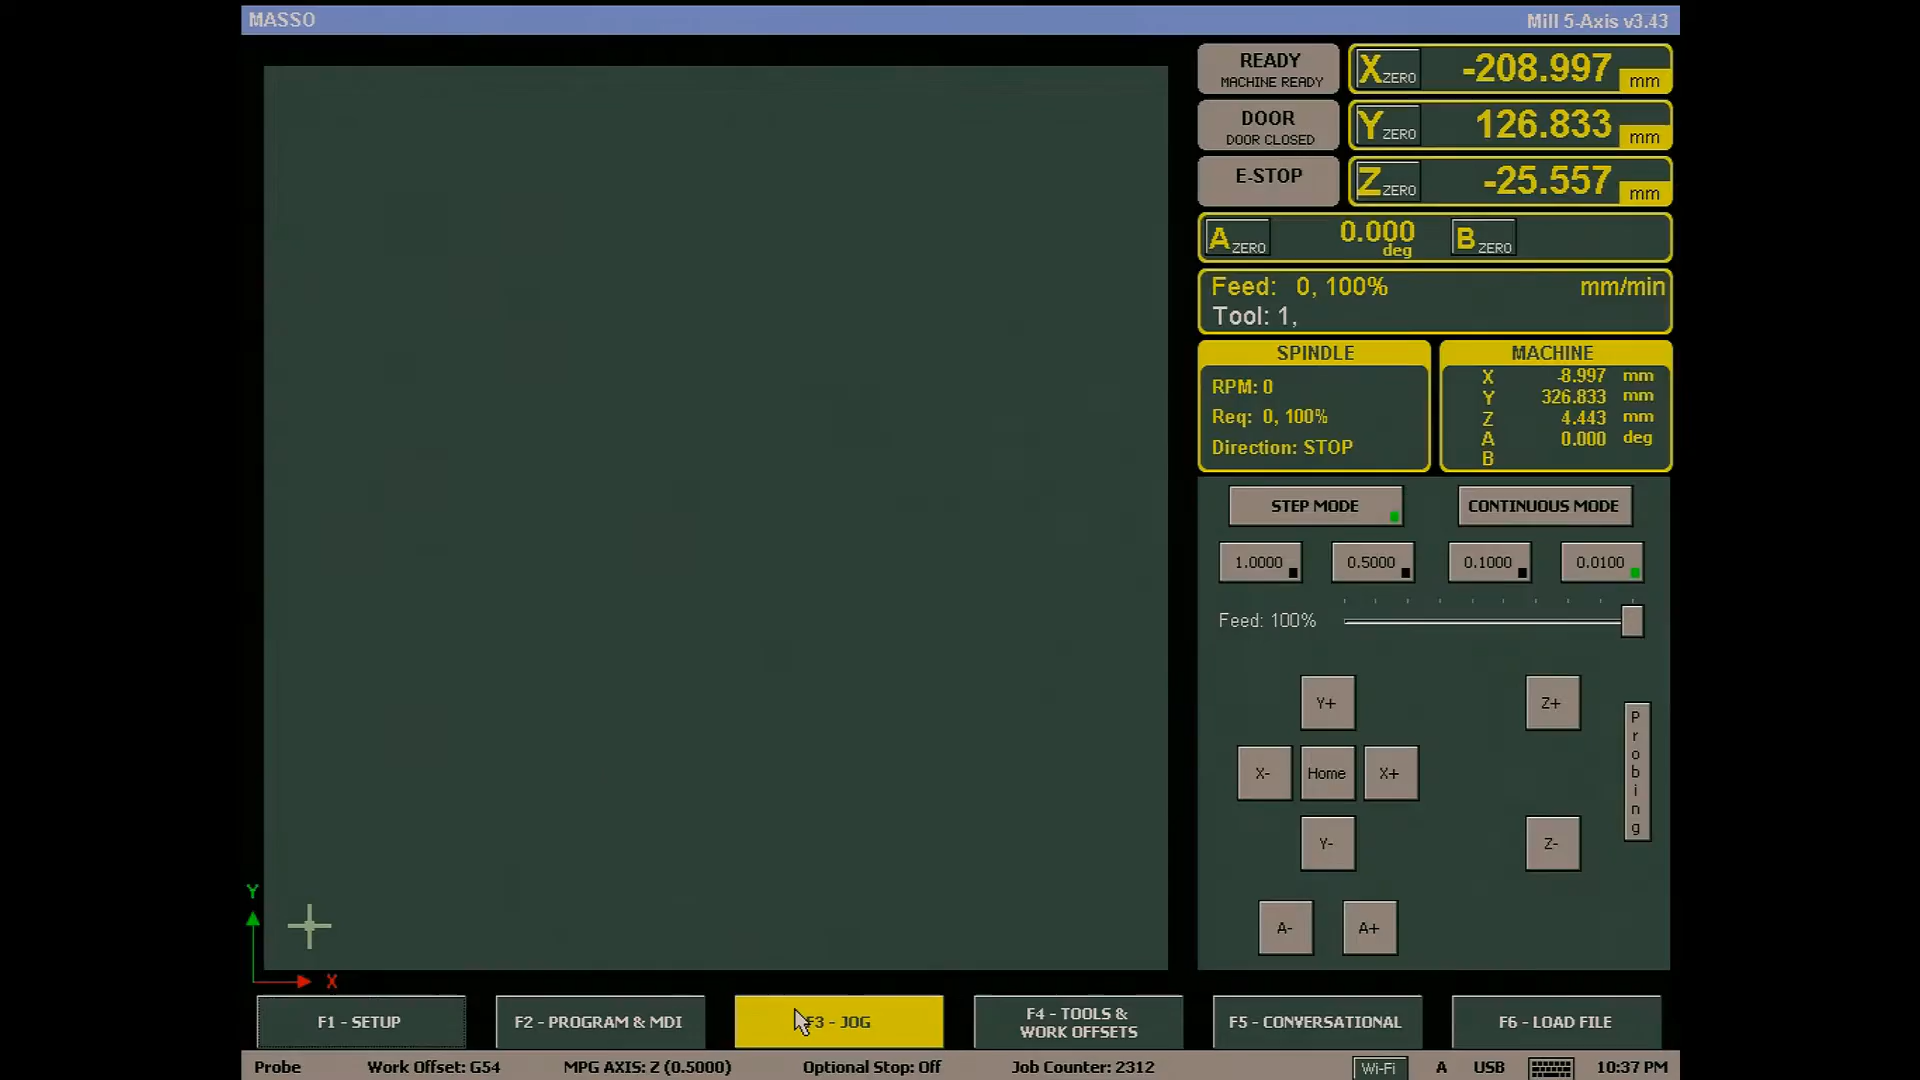 MASSO
Mill 5-Axis v3.43
READY
MACHINE READY
X ZERO -208.997 mm
DOOR
DOOR CLOSED
Y ZERO 126.833 mm
E-STOP
Z ZERO -25.557 mm
A ZERO 0.000 deg B ZERO
Feed: 0, 100% mm/min
Tool: 1,
SPINDLE
RPM: 0
Req: 0, 100%
Direction: STOP
MACHINE
X -8.997 mm
Y 326.833 mm
Z 4.443 mm
A 0.000 deg
B
STEP MODE CONTINUOUS MODE
1.0000 0.5000 0.1000 0.0100
Feed: 100%
Y+ Z+
X- Home X+
Probing
Y- Z-
A- A+
Y
X
F1 - SETUP
F2 - PROGRAM & MDI
F3 - JOG
F4 - TOOLS &
WORK OFFSETS
F5 - CONVERSATIONAL
F6 - LOAD FILE
Probe Work Offset: G54 MPG AXIS: Z (0.5000) Optional Stop: Off Job Counter: 2312 Wi-Fi A USB 10:37 PM